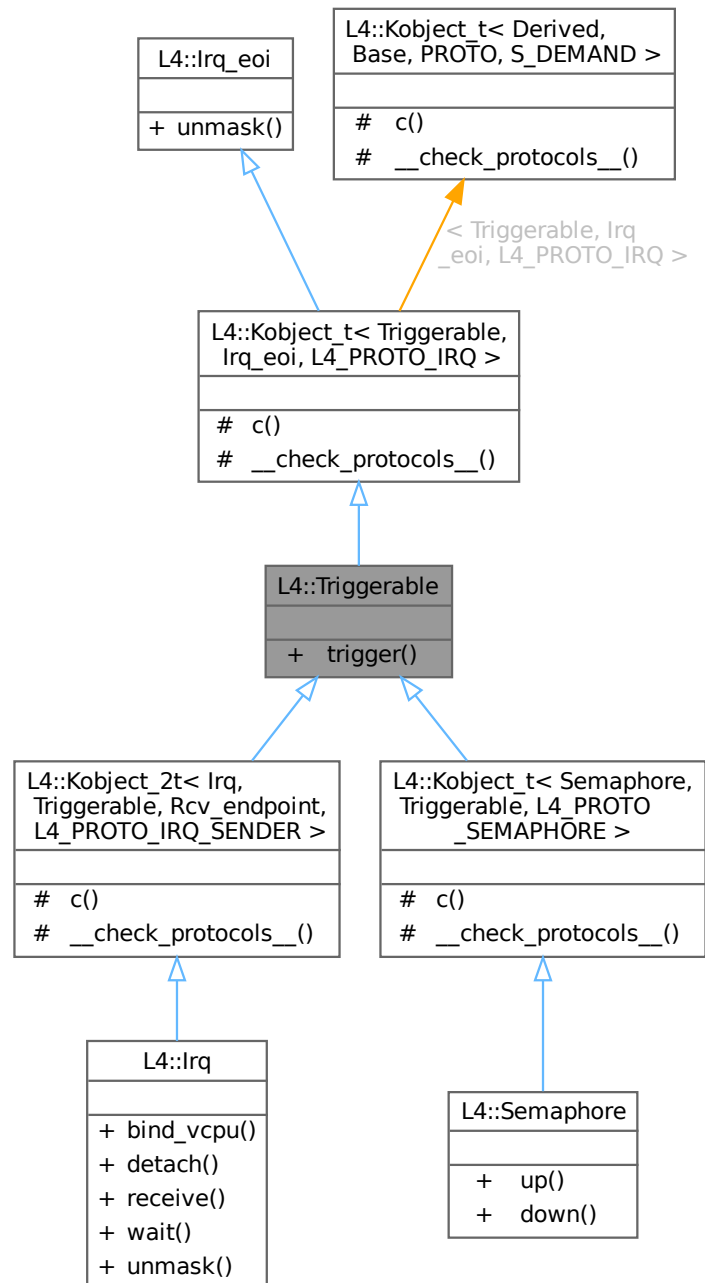 L4::Irq_eoi
+ unmask()
L4::Kobject_t< Derived,
Base, PROTO, S_DEMAND >
# c()
# __check_protocols__()
< Triggerable, Irq
_eoi, L4_PROTO_IRQ >
L4::Kobject_t< Triggerable,
Irq_eoi, L4_PROTO_IRQ >
# c()
# __check_protocols__()
L4::Triggerable
+ trigger()
L4::Kobject_2t< Irq,
Triggerable, Rcv_endpoint,
L4_PROTO_IRQ_SENDER >
# c()
# __check_protocols__()
L4::Kobject_t< Semaphore,
Triggerable, L4_PROTO
_SEMAPHORE >
# c()
# __check_protocols__()
L4::Irq
+ bind_vcpu()
+ detach()
+ receive()
+ wait()
+ unmask()
L4::Semaphore
+ up()
+ down()